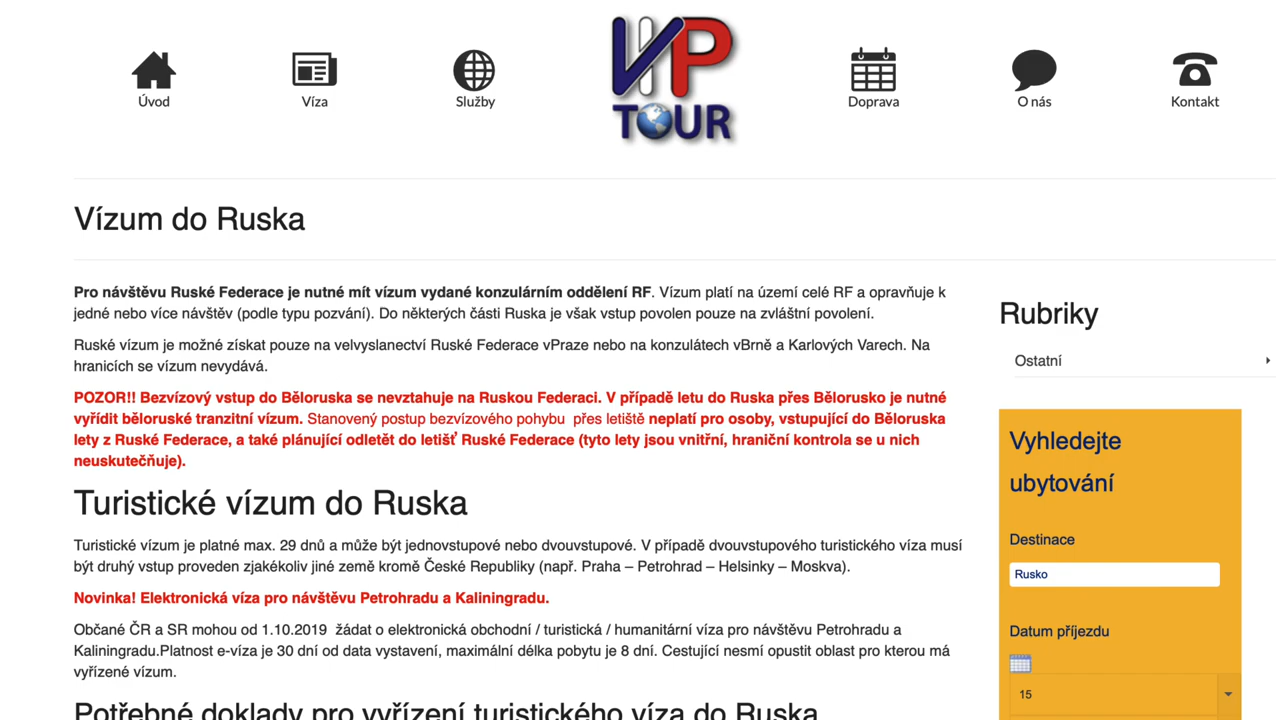 Úvod
Víza
Služby
VIP
TOUR
Doprava
O nás
Kontakt
Vízum do Ruska
Pro návštěvu Ruské Federace je nutné mít vízum vydané konzulárním oddělení RF. Vízum platí na území celé RF a opravňuje k
jedné nebo více návštěv (podle typu pozvání). Do některých části Ruska je však vstup povolen pouze na zvláštní povolení.
Ruské vízum je možné získat pouze na velvyslanectví Ruské Federace vPraze nebo na konzulátech vBrně a Karlových Varech. Na
hranicích se vízum nevydává.
POZOR!! Bezvízový vstup do Běloruska se nevztahuje na Ruskou Federaci. V případě letu do Ruska přes Bělorusko je nutné
vyřídit běloruské tranzitní vízum. Stanovený postup bezvízového pohybu  přes letiště neplatí pro osoby, vstupující do Běloruska
lety z Ruské Federace, a také plánující odletět do letišť Ruské Federace (tyto lety jsou vnitřní, hraniční kontrola se u nich
neuskutečňuje).
Turistické vízum do Ruska
Turistické vízum je platné max. 29 dnů a může být jednovstupové nebo dvouvstupové. V případě dvouvstupového turistického víza musí
být druhý vstup proveden zjakékoliv jiné země kromě České Republiky (např. Praha – Petrohrad – Helsinky – Moskva).
Novinka! Elektronická víza pro návštěvu Petrohradu a Kaliningradu.
Občané ČR a SR mohou od 1.10.2019  žádat o elektronická obchodní / turistická / humanitární víza pro návštěvu Petrohradu a
Kaliningradu.Platnost e-víza je 30 dní od data vystavení, maximální délka pobytu je 8 dní. Cestující nesmí opustit oblast pro kterou má
vyřízené vízum.
Potřebné doklady pro vyřízení turistického víza do Ruska
Rubriky
Ostatní
Vyhledejte
ubytování
Destinace
Rusko
Datum příjezdu
15